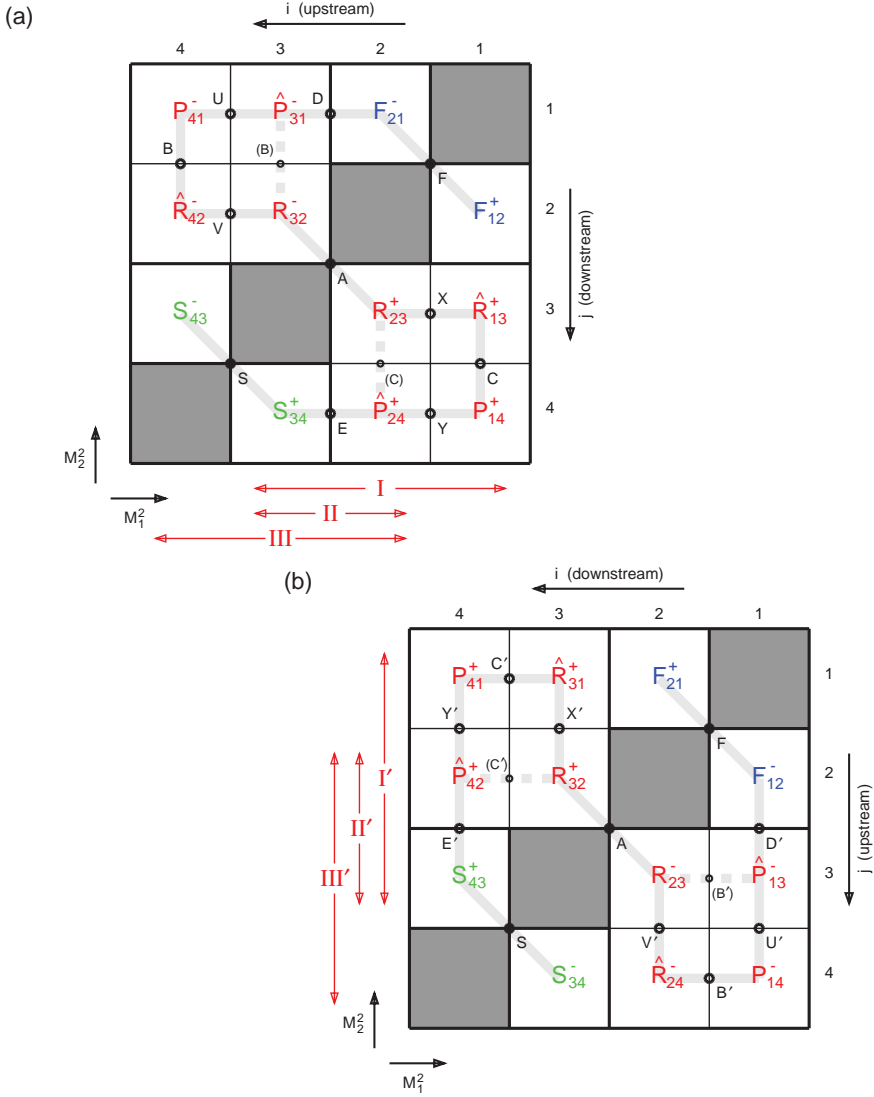 (a)
i (upstream)
4 3 2 1
P̂₃₁⁻ P₄₁⁻ U D F₂₁⁻ 1
B (B) F
R̂₄₂⁻ V R₃₂⁻ F₁₂⁺ 2
j (downstream)
A
S₄₃⁻ R₂₃⁺ X R̂₁₃⁺ 3
S (C) C
S₃₄⁺ E P̂₂₄⁺ Y P₁₄⁺ 4
M₂²
M₁²
I
II
III
(b)
i (downstream)
4 3 2 1
P₄₁⁺ C′ R̂₃₁⁺ F₂₁⁺ 1
Y′ X′ F
P̂₄₂⁺ (C′) R₃₂⁺ F₁₂⁻ 2
I′
II′
III′
j (upstream)
E′ A D′
S₄₃⁺ R₂₃⁻ (B′) P̂₁₃⁻ 3
S V′ U′
S₃₄⁻ R̂₂₄⁻ B′ P₁₄⁻ 4
M₂²
M₁²